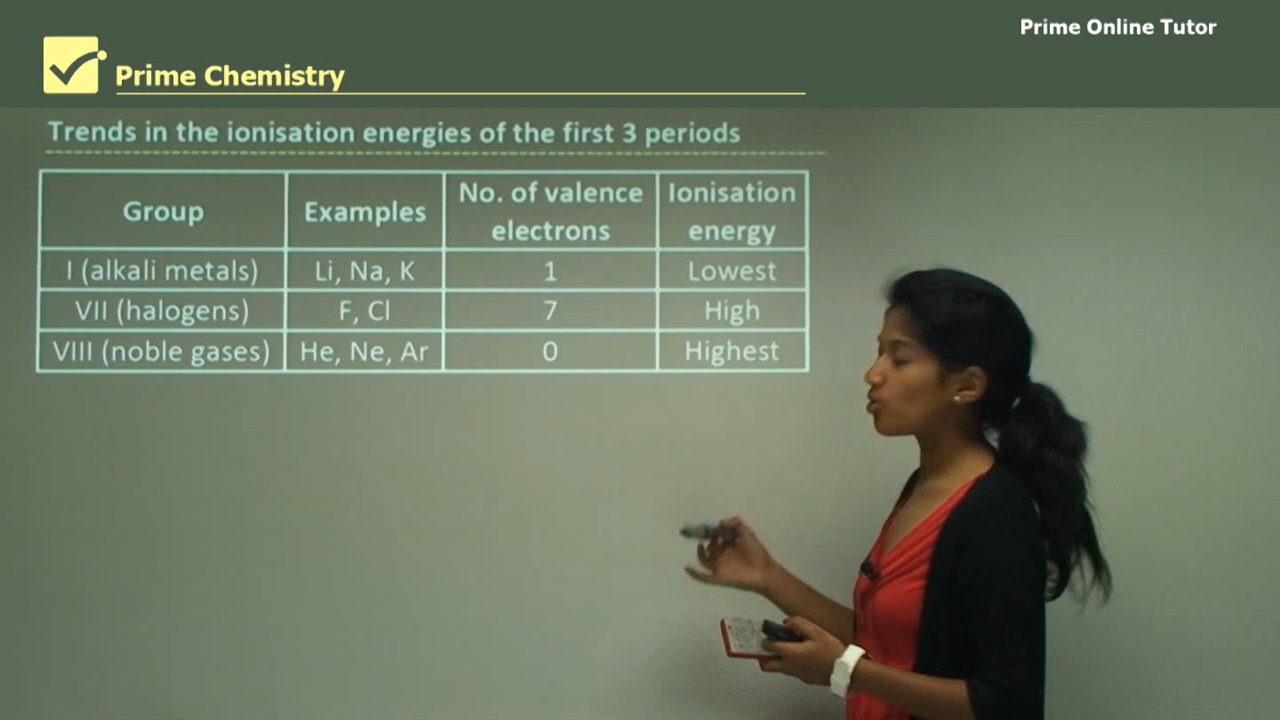 Prime Online Tutor
Prime Chemistry
Trends in the ionisation energies of the first 3 periods
Group Examples No. of valence electrons Ionisation energy
I (alkali metals) Li, Na, K 1 Lowest
VII (halogens) F, Cl 7 High
VIII (noble gases) He, Ne, Ar 0 Highest